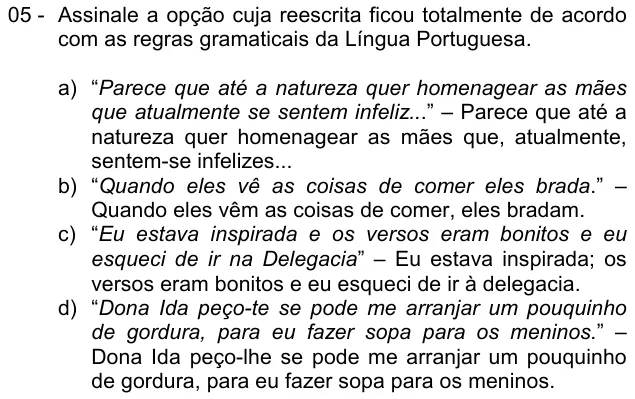 05 - Assinale a opção cuja reescrita ficou totalmente de acordo
com as regras gramaticais da Língua Portuguesa.
a) “Parece que até a natureza quer homenagear as mães
que atualmente se sentem infeliz...” – Parece que até a
natureza quer homenagear as mães que, atualmente,
sentem-se infelizes...
b) “Quando eles vê as coisas de comer eles brada.” –
Quando eles vêm as coisas de comer, eles bradam.
c) “Eu estava inspirada e os versos eram bonitos e eu
esqueci de ir na Delegacia” – Eu estava inspirada; os
versos eram bonitos e eu esqueci de ir à delegacia.
d) “Dona Ida peço-te se pode me arranjar um pouquinho
de gordura, para eu fazer sopa para os meninos.” –
Dona Ida peço-lhe se pode me arranjar um pouquinho
de gordura, para eu fazer sopa para os meninos.